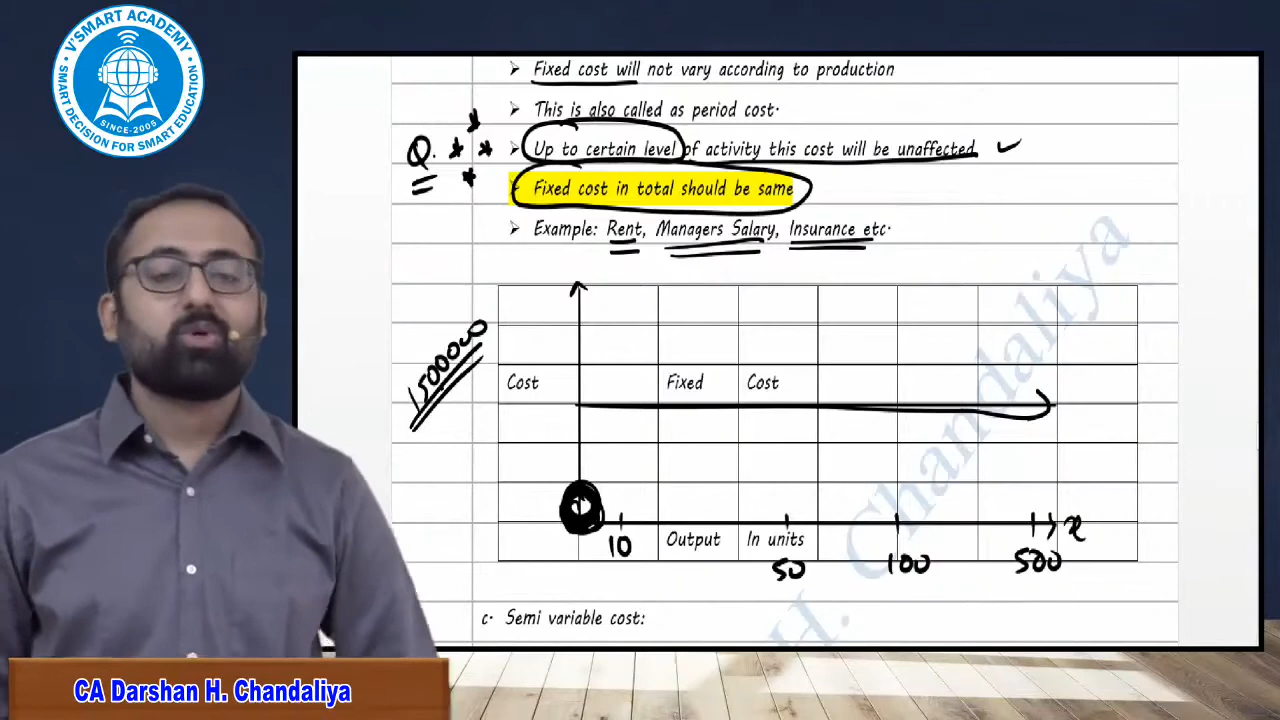 V'SMART ACADEMY
SINCE-2005
SMART DECISION FOR SMART EDUCATION
➢ Fixed cost will not vary according to production
➢ This is also called as period cost.
Q. ➢ Up to certain level of activity this cost will be unaffected
➢ Fixed cost in total should be same
➢ Example: Rent, Managers Salary, Insurance etc.
1500000
Cost Fixed Cost
10 Output In units x
50 100 500
c. Semi variable cost:
H. Chandaliya
CA Darshan H. Chandaliya